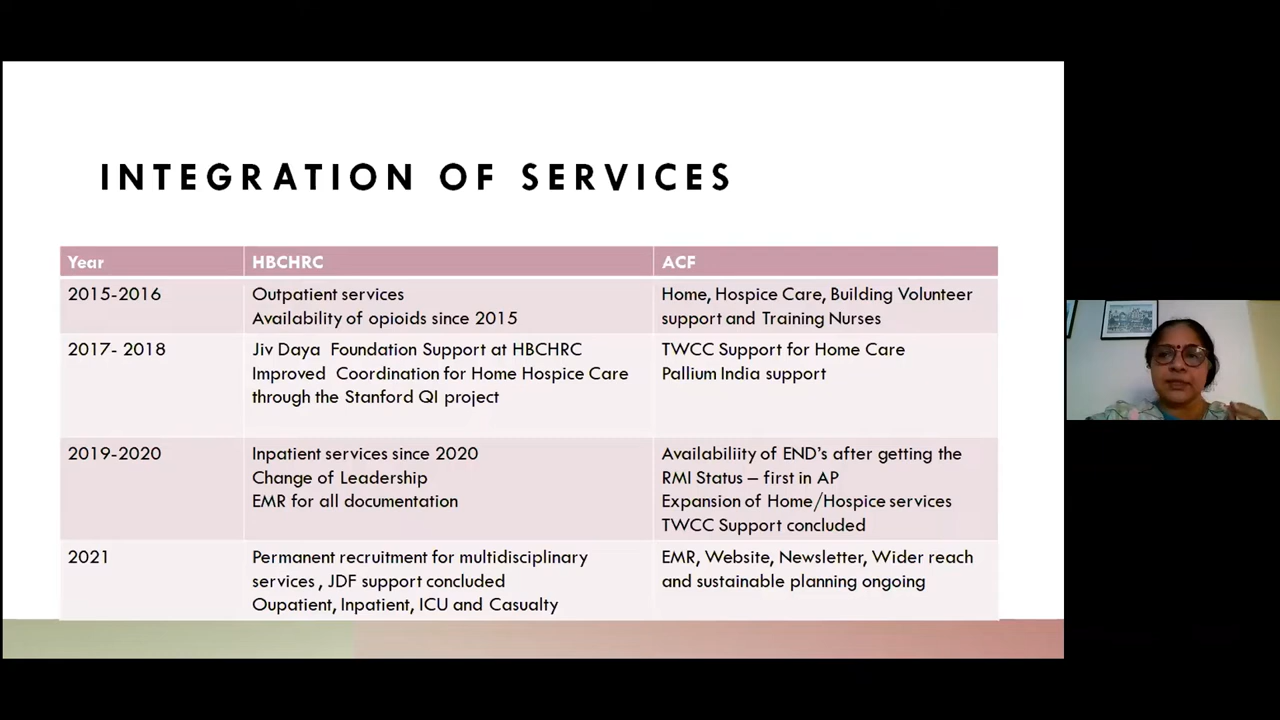 INTEGRATION OF SERVICES
Year HBCHRC ACF
2015-2016
Outpatient services
Availability of opioids since 2015
Home, Hospice Care, Building Volunteer
support and Training Nurses
2017- 2018
Jiv Daya Foundation Support at HBCHRC
Improved Coordination for Home Hospice Care
through the Stanford QI project
TWCC Support for Home Care
Pallium India support
2019-2020
Inpatient services since 2020
Change of Leadership
EMR for all documentation
Availabiliity of END's after getting the
RMI Status – first in AP
Expansion of Home/Hospice services
TWCC Support concluded
2021
Permanent recruitment for multidisciplinary
services , JDF support concluded
Oupatient, Inpatient, ICU and Casualty
EMR, Website, Newsletter, Wider reach
and sustainable planning ongoing